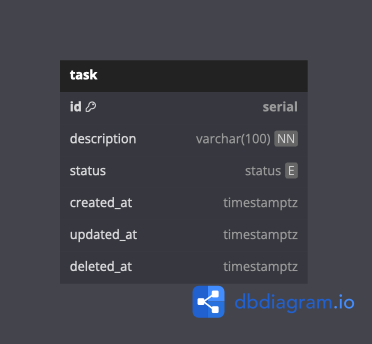 task
id serial
description varchar(100) NN
status status E
created_at timestamptz
updated_at timestamptz
deleted_at timestamptz
dbdiagram.io